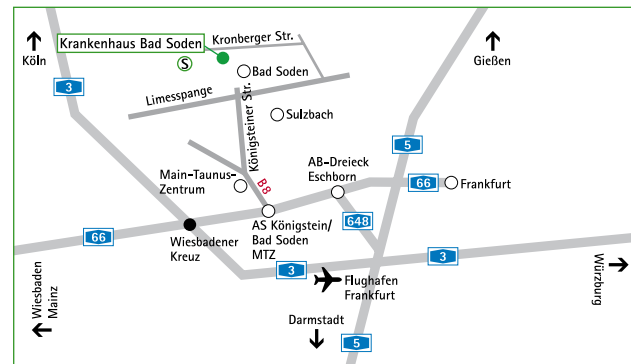 Köln
Krankenhaus Bad Soden
Kronberger Str.
Gießen
S
Bad Soden
3
Limesspange
Königsteiner Str.
Sulzbach
5
AB-Dreieck
Eschborn
Main-Taunus-
Zentrum
B8
66
Frankfurt
648
66
Wiesbadener
Kreuz
AS Königstein/
Bad Soden
MTZ
3
3
Wiesbaden
Mainz
Flughafen
Frankfurt
Würzburg
Darmstadt
5